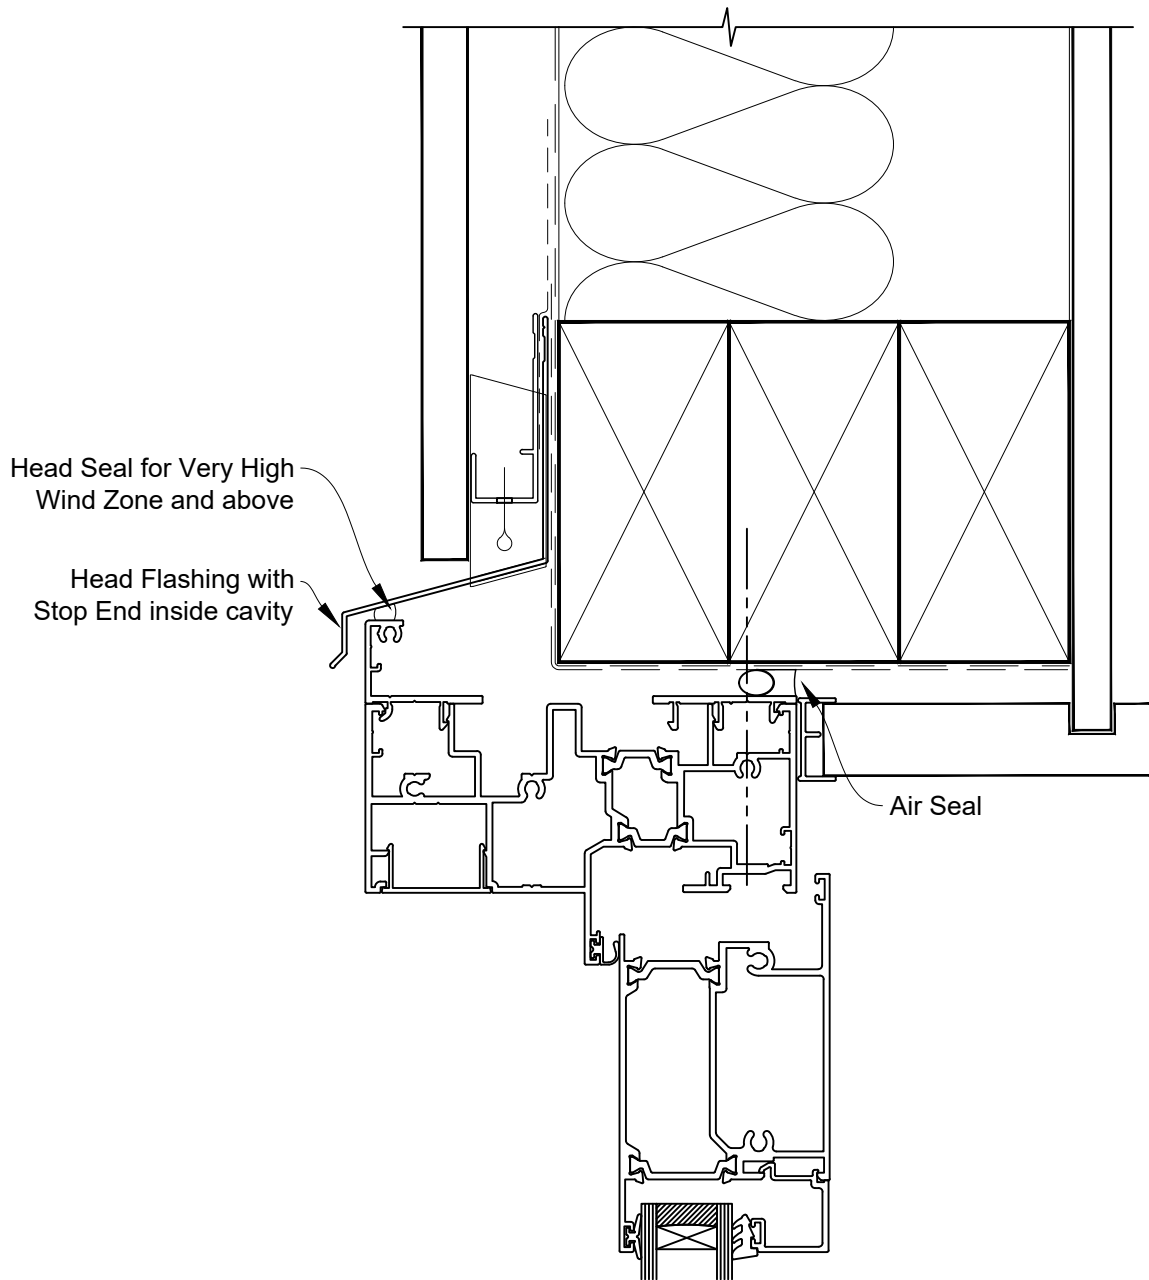 Head Seal for Very High
Wind Zone and above
Head Flashing with
Stop End inside cavity
Air Seal